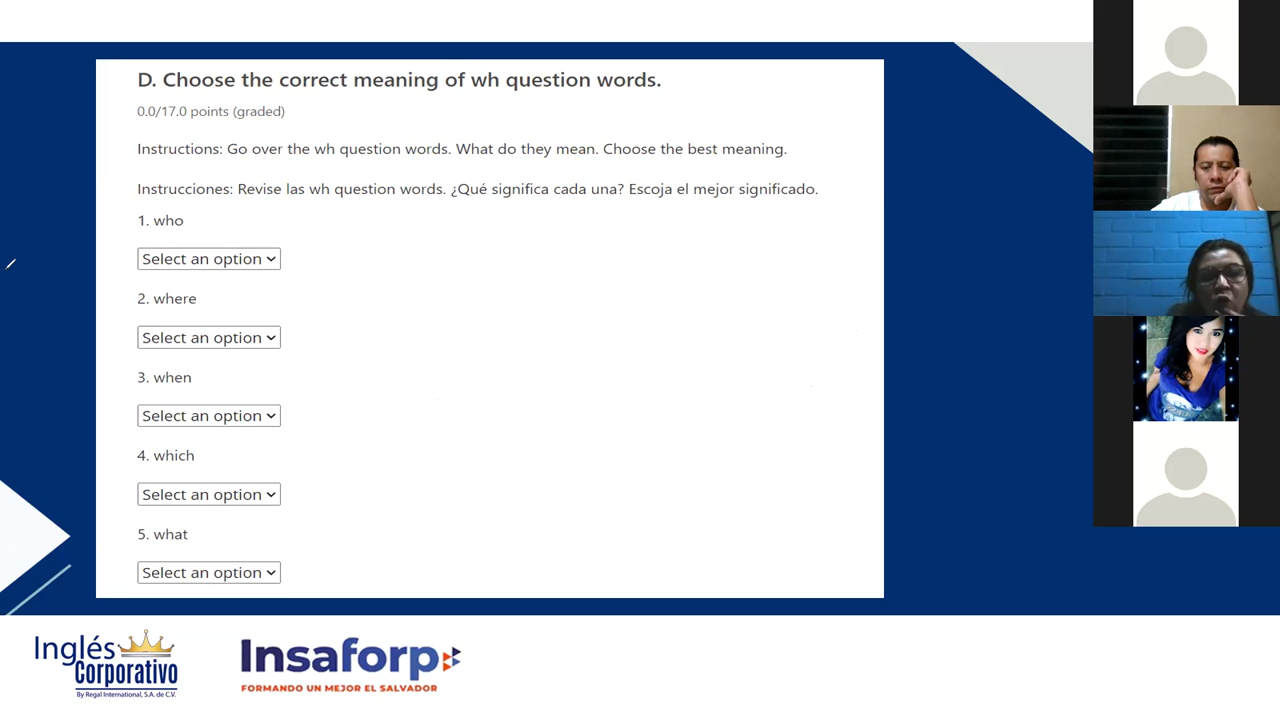 D. Choose the correct meaning of wh question words.
0.0/17.0 points (graded)
Instructions: Go over the wh question words. What do they mean. Choose the best meaning.
Instrucciones: Revise las wh question words. ¿Qué significa cada una? Escoja el mejor significado.
1. who
Select an option
2. where
Select an option
3. when
Select an option
4. which
Select an option
5. what
Select an option
Inglés
Corporativo
By Regal International, S.A. de C.V.
Insaforp
FORMANDO UN MEJOR EL SALVADOR